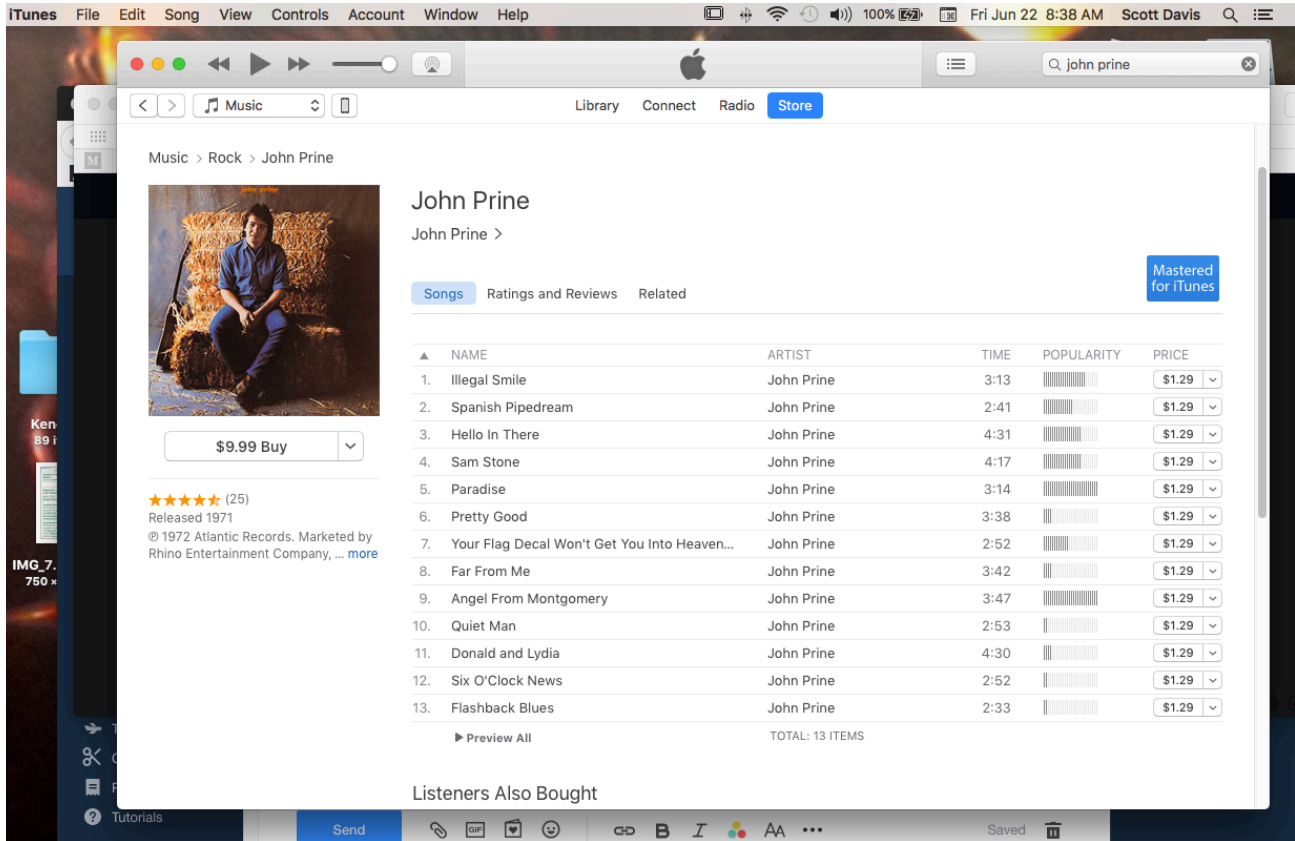 iTunes File Edit Song View Controls Account Window Help 100% Fri Jun 22 8:38 AM Scott Davis
john prine
Music Library Connect Radio Store
Music > Rock > John Prine
john prine
John Prine
John Prine >
Mastered
for iTunes
Songs Ratings and Reviews Related
NAME ARTIST TIME POPULARITY PRICE
1. Illegal Smile John Prine 3:13 $1.29
2. Spanish Pipedream John Prine 2:41 $1.29
3. Hello In There John Prine 4:31 $1.29
4. Sam Stone John Prine 4:17 $1.29
5. Paradise John Prine 3:14 $1.29
6. Pretty Good John Prine 3:38 $1.29
7. Your Flag Decal Won't Get You Into Heaven... John Prine 2:52 $1.29
8. Far From Me John Prine 3:42 $1.29
9. Angel From Montgomery John Prine 3:47 $1.29
10. Quiet Man John Prine 2:53 $1.29
11. Donald and Lydia John Prine 4:30 $1.29
12. Six O'Clock News John Prine 2:52 $1.29
13. Flashback Blues John Prine 2:33 $1.29
Preview All TOTAL: 13 ITEMS
$9.99 Buy
(25)
Released 1971
℗ 1972 Atlantic Records. Marketed by
Rhino Entertainment Company, ... more
Listeners Also Bought
M
Ken
89 i
IMG_7.
750 ×
Tutorials
Send GIF B I AA Saved